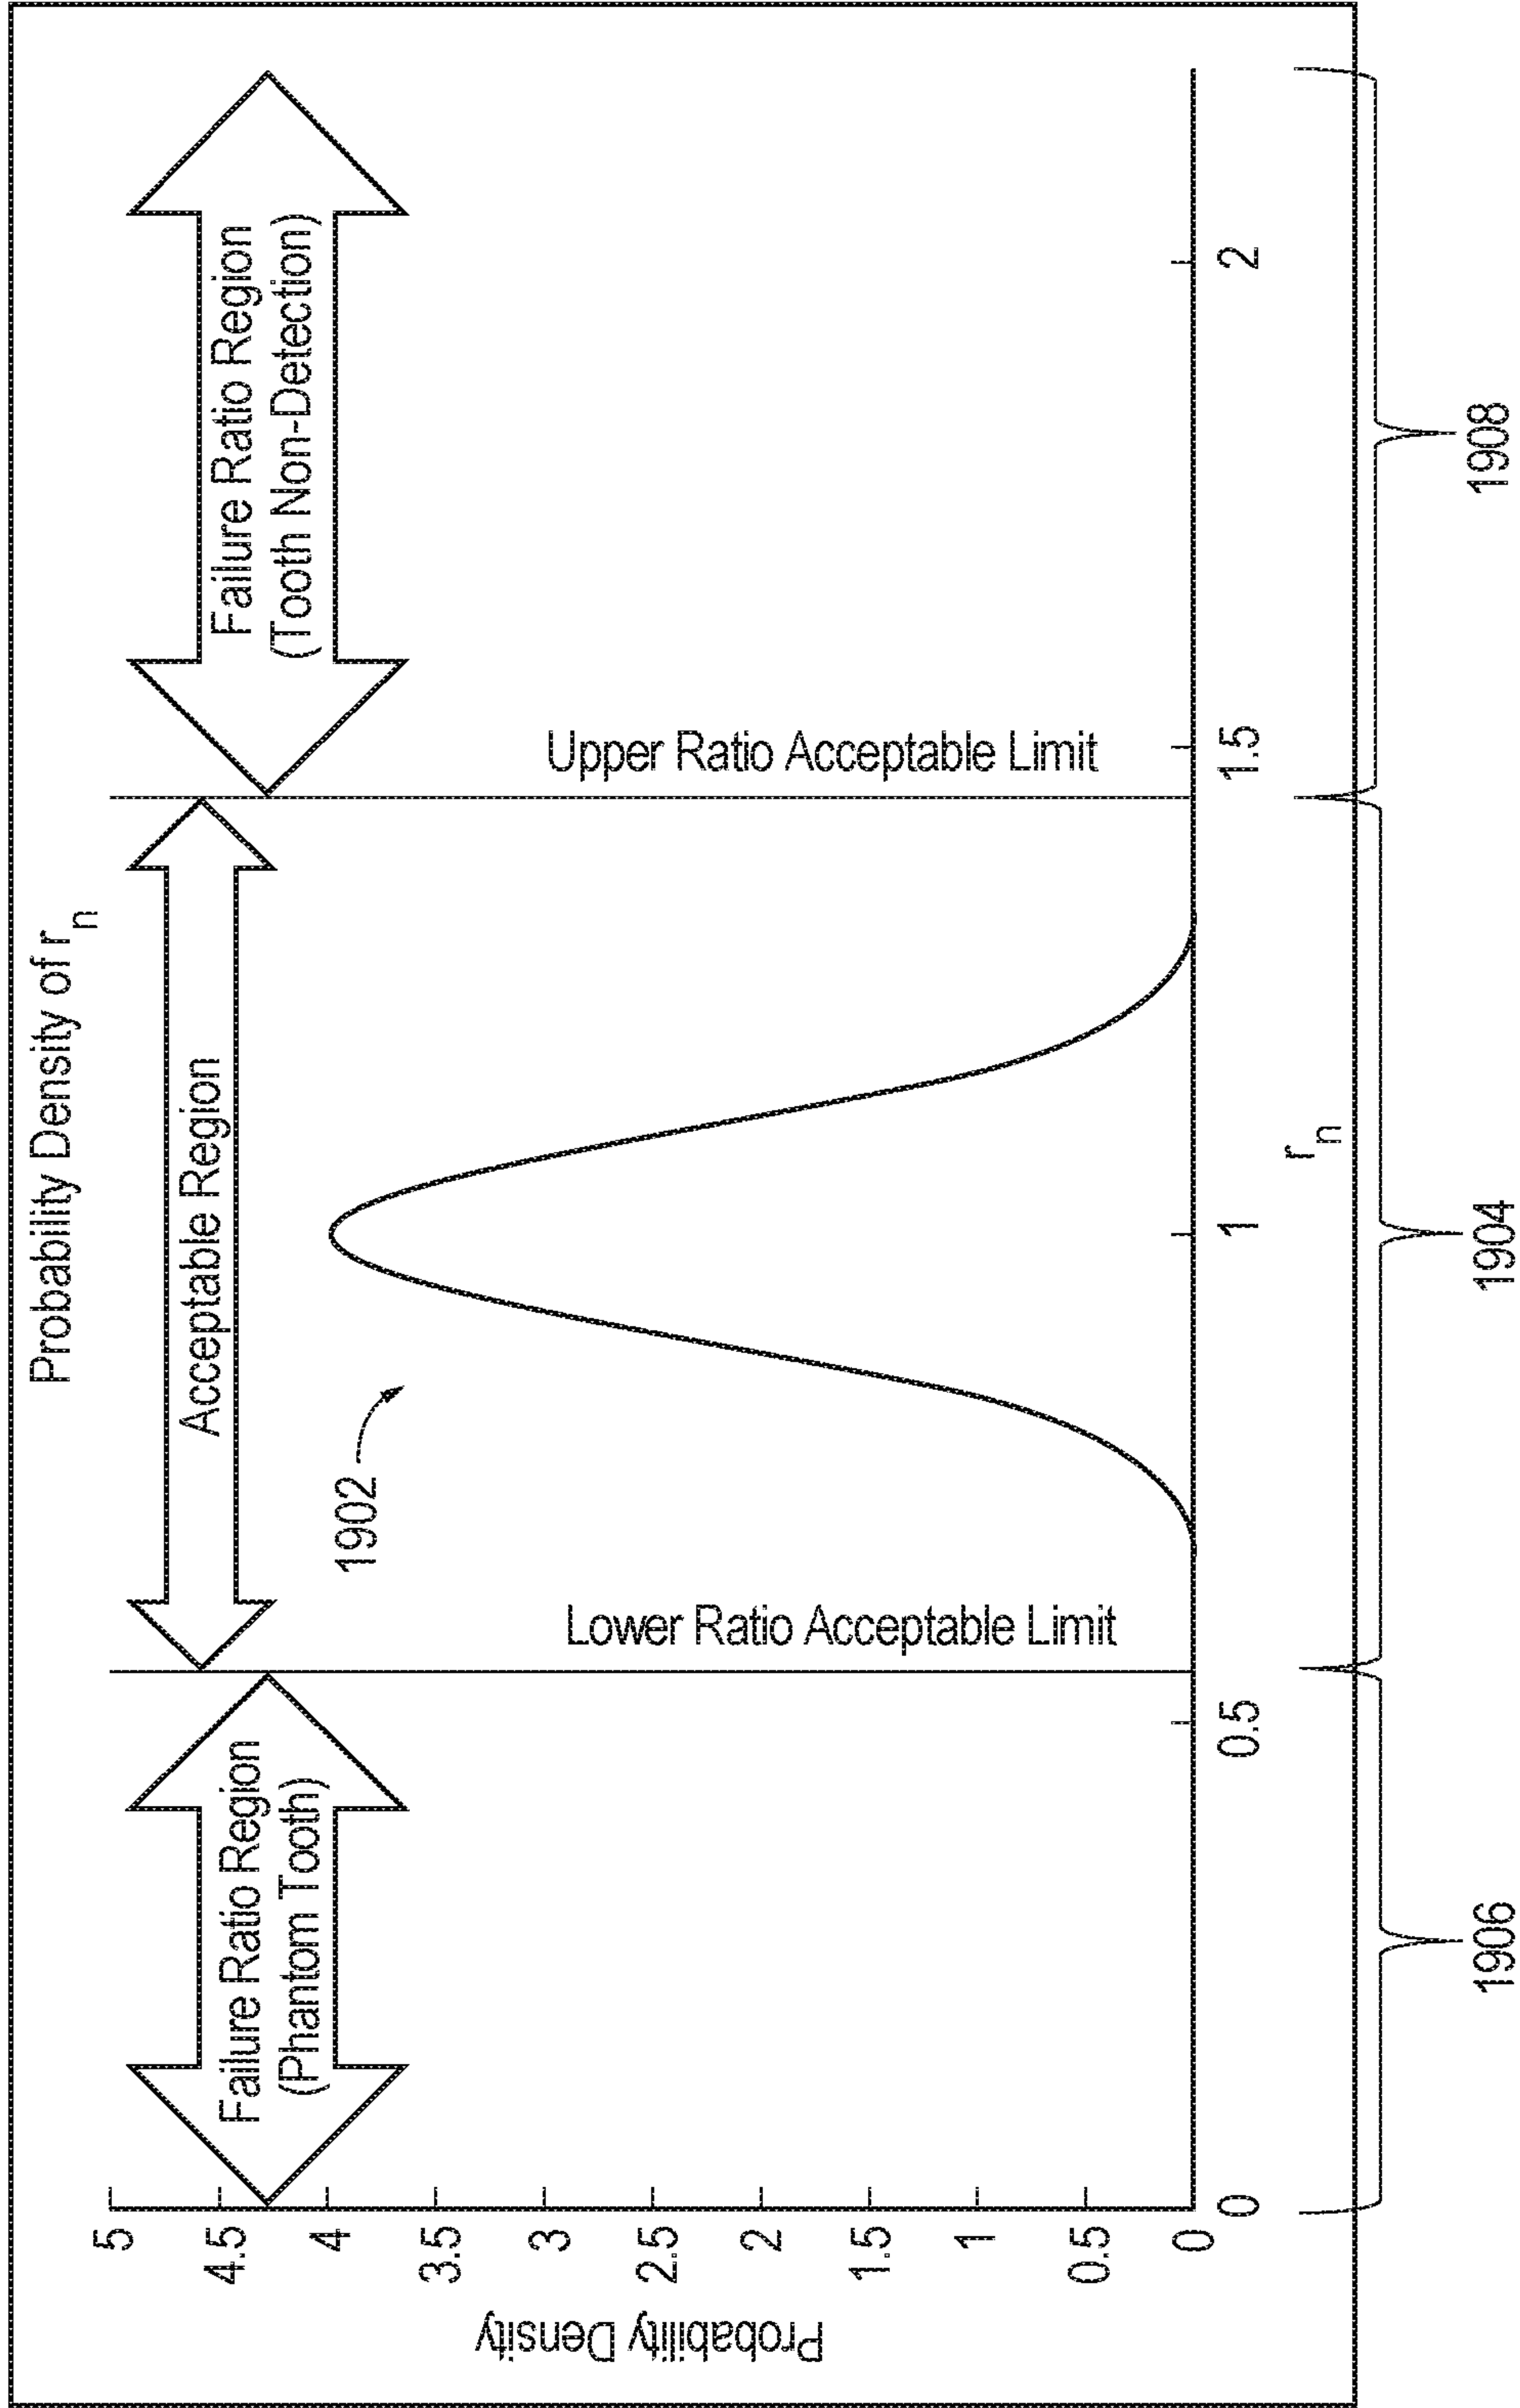 Probability Density of r
n
Acceptable Region
Failure Ratio Region
(Phantom Tooth)
Failure Ratio Region
(Tooth Non-Detection)
1902
Lower Ratio Acceptable Limit
Upper Ratio Acceptable Limit
Probability Density
5
4.5
4
3.5
3
2.5
2
1.5
1
0.5
0
0
0.5
1
1.5
2
r
n
1906
1904
1908